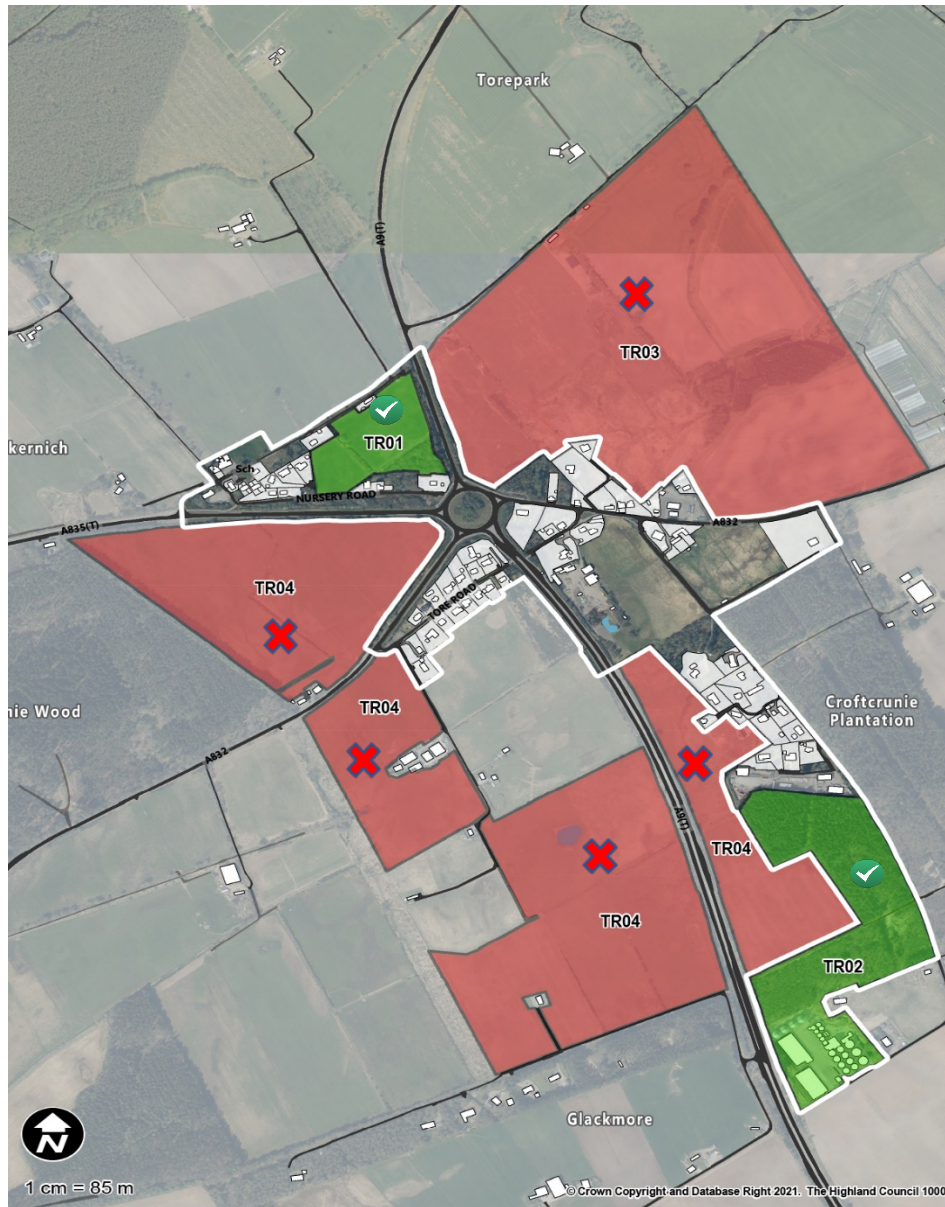 Torepark
A9(T)
TR03
TR01
kernich
Sch
NURSERY ROAD
A835(T)
A832
TR04
TORE ROAD
nie Wood
TR04
Croftcrunie
Plantation
A832
A9(T)
TR04
TR04
TR02
Glackmore
N
1 cm = 85 m
© Crown Copyright and Database Right 2021. The Highland Council 1000